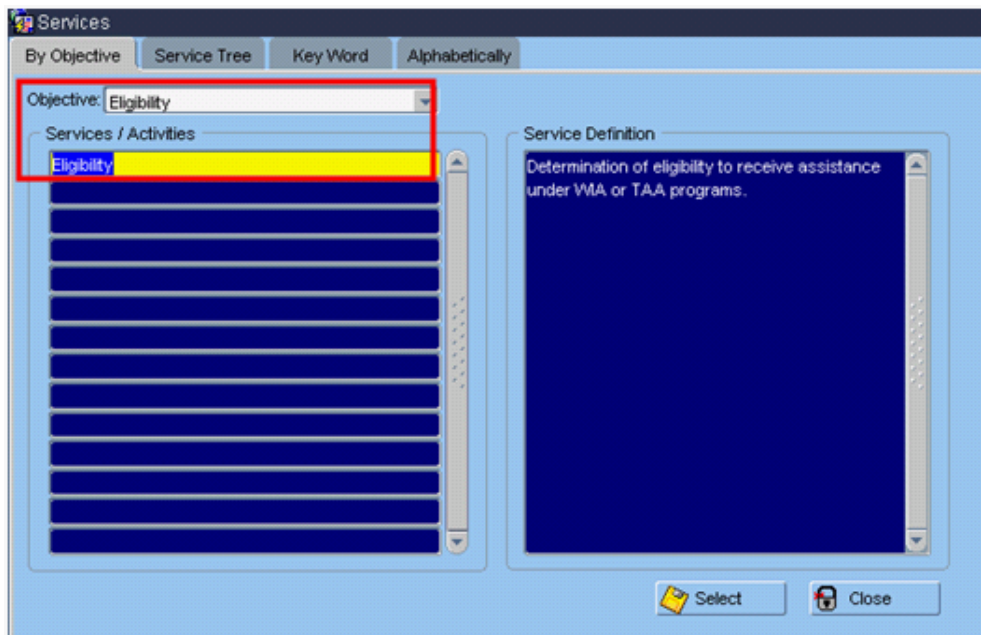 Services
By Objective Service Tree Key Word Alphabetically
Objective: Eligibility
Services / Activities
Eligibility
Service Definition
Determination of eligibility to receive assistance
under WIA or TAA programs.
Select Close